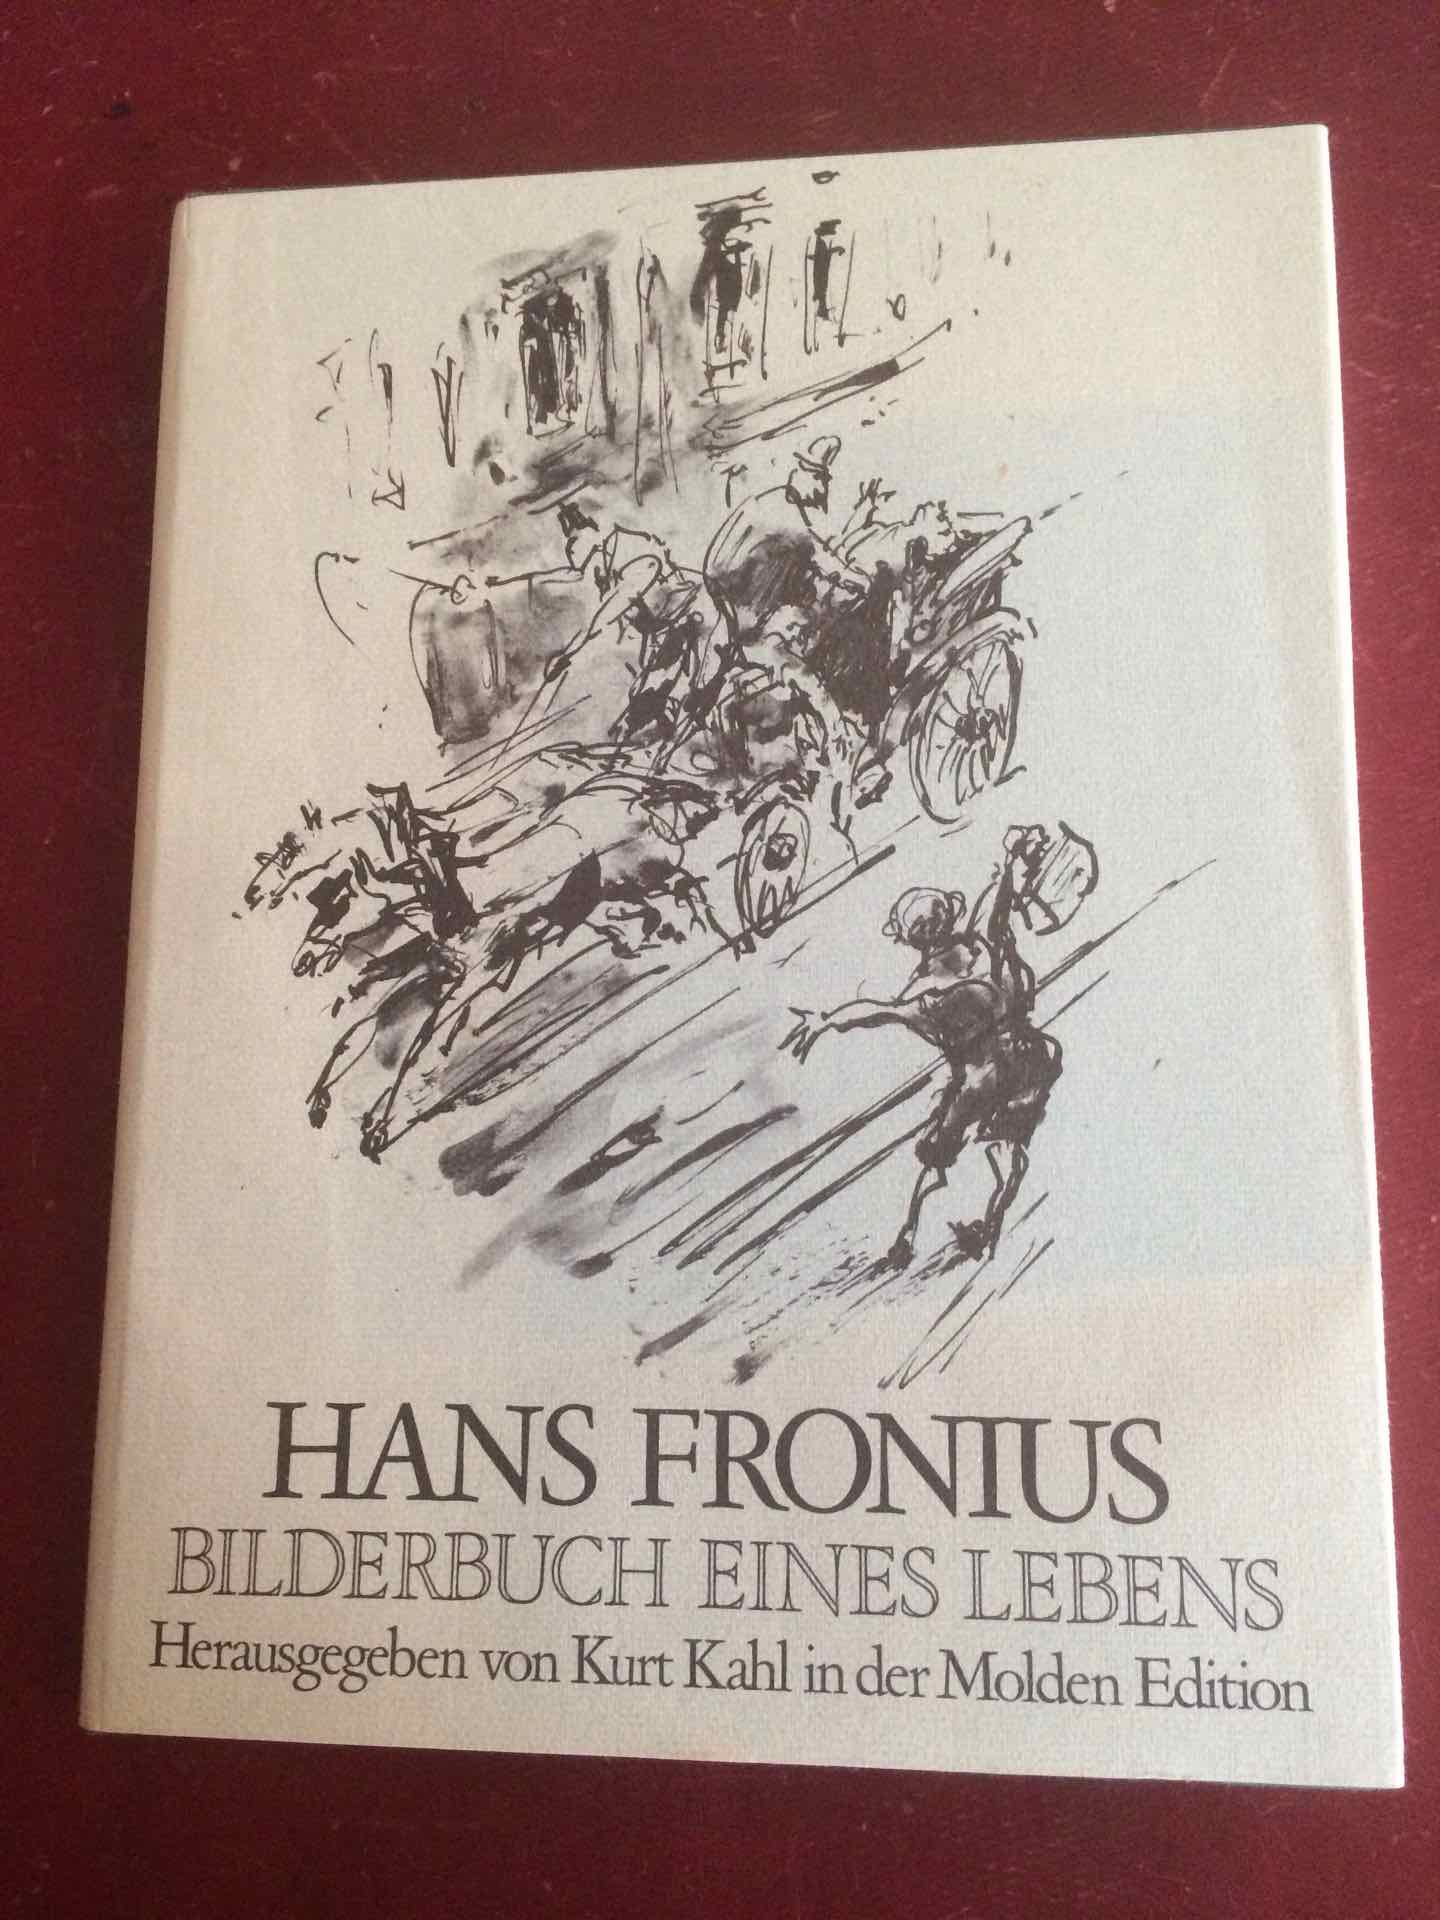 HANS FRONIUS
BILDERBUCH EINES LEBENS
Herausgegeben von Kurt Kahl in der Molden Edition